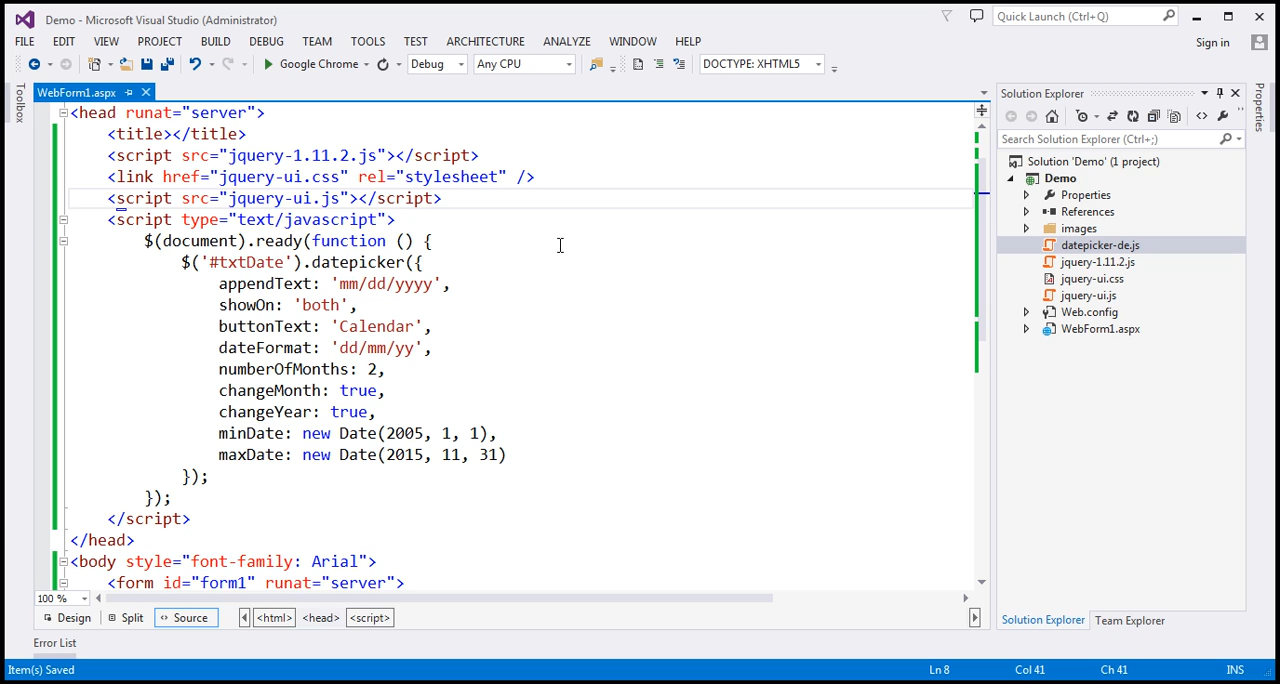 Demo - Microsoft Visual Studio (Administrator)
Quick Launch (Ctrl+Q)
FILE EDIT VIEW PROJECT BUILD DEBUG TEAM TOOLS TEST ARCHITECTURE ANALYZE WINDOW HELP
Sign in
Google Chrome Debug Any CPU DOCTYPE: XHTML5
Toolbox
WebForm1.aspx
<head runat="server">
<title></title>
<script src="jquery-1.11.2.js"></script>
<link href="jquery-ui.css" rel="stylesheet" />
<script src="jquery-ui.js"></script>
<script type="text/javascript">
$(document).ready(function () {
$('#txtDate').datepicker({
appendText: 'mm/dd/yyyy',
showOn: 'both',
buttonText: 'Calendar',
dateFormat: 'dd/mm/yy',
numberOfMonths: 2,
changeMonth: true,
changeYear: true,
minDate: new Date(2005, 1, 1),
maxDate: new Date(2015, 11, 31)
});
});
</script>
</head>
<body style="font-family: Arial">
<form id="form1" runat="server">
100 %
Design Split Source <html> <head> <script>
Error List
Solution Explorer
Search Solution Explorer (Ctrl+;)
Solution 'Demo' (1 project)
Demo
Properties
References
images
datepicker-de.js
jquery-1.11.2.js
jquery-ui.css
jquery-ui.js
Web.config
WebForm1.aspx
Solution Explorer Team Explorer
Properties
Item(s) Saved Ln 8 Col 41 Ch 41 INS